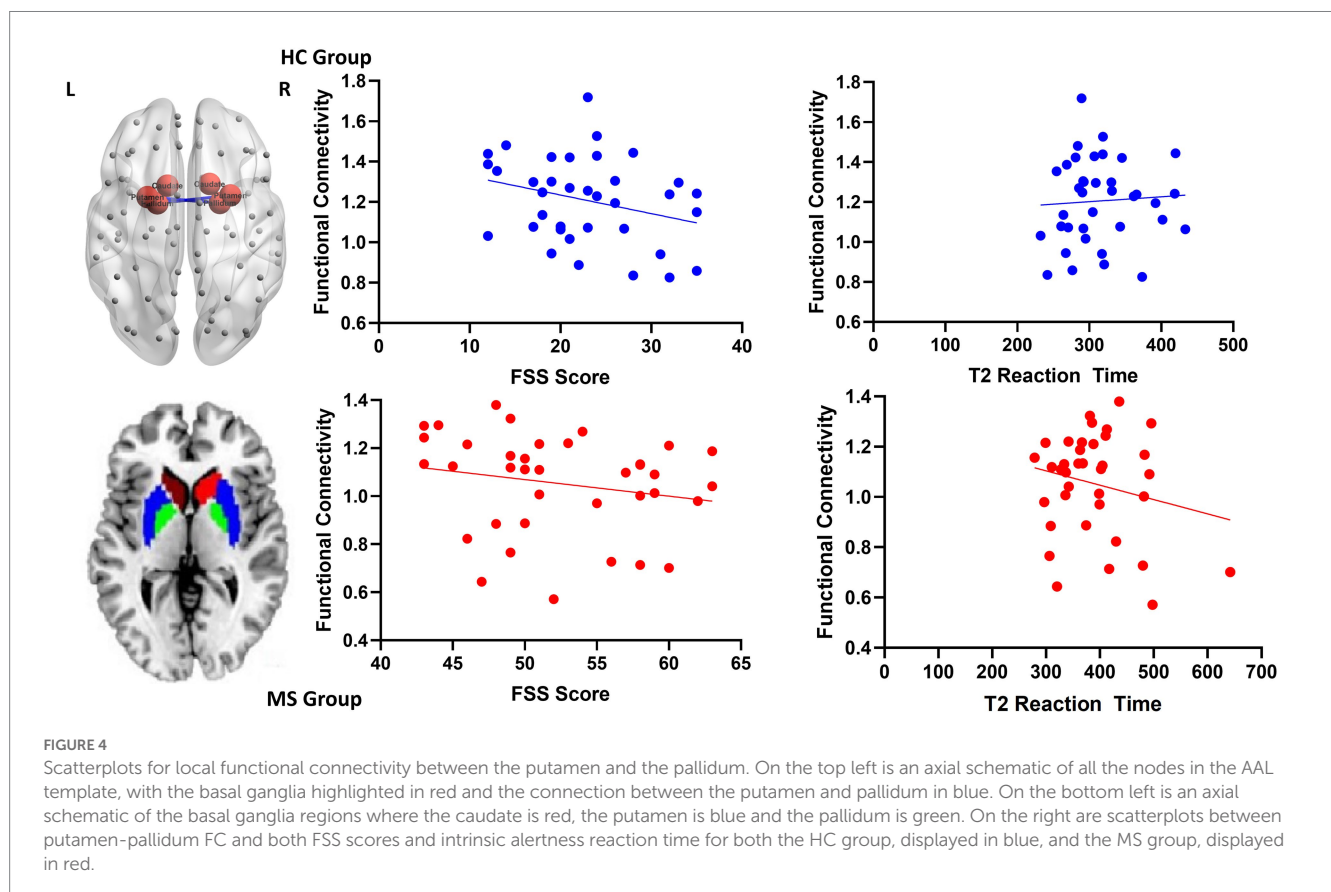 HC Group
L
R
Caudate
Caudate
Putamen
Putamen
Pallidum
Pallidum
Functional Connectivity
1.8
1.6
1.4
1.2
1.0
0.8
0.6
0
10
20
30
40
FSS Score
Functional Connectivity
1.8
1.6
1.4
1.2
1.0
0.8
0.6
0
100
200
300
400
500
T2 Reaction Time
Functional Connectivity
1.4
1.2
1.0
0.8
0.6
0.4
40
45
50
55
60
65
FSS Score
Functional Connectivity
1.4
1.2
1.0
0.8
0.6
0.4
0
100
200
300
400
500
600
700
T2 Reaction Time
MS Group
FIGURE 4
Scatterplots for local functional connectivity between the putamen and the pallidum. On the top left is an axial schematic of all the nodes in the AAL
template, with the basal ganglia highlighted in red and the connection between the putamen and pallidum in blue. On the bottom left is an axial
schematic of the basal ganglia regions where the caudate is red, the putamen is blue and the pallidum is green. On the right are scatterplots between
putamen-pallidum FC and both FSS scores and intrinsic alertness reaction time for both the HC group, displayed in blue, and the MS group, displayed
in red.